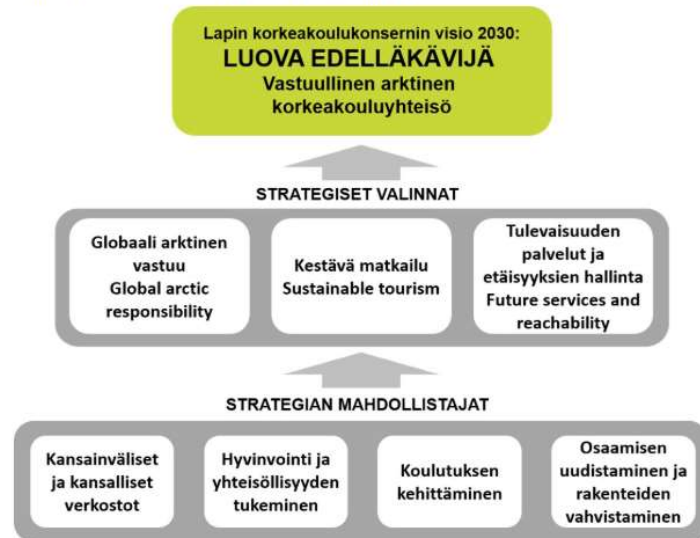 Lapin korkeakoulukonsernin visio 2030:
LUOVA EDELLÄKÄVIJÄ
Vastuullinen arktinen
korkeakouluyhteisö
STRATEGISET VALINNAT
Globaali arktinen
vastuu
Global arctic
responsibility
Kestävä matkailu
Sustainable tourism
Tulevaisuuden
palvelut ja
etäisyyksien hallinta
Future services and
reachability
STRATEGIAN MAHDOLLISTAJAT
Kansainväliset
ja kansalliset
verkostot
Hyvinvointi ja
yhteisöllisyyden
tukeminen
Koulutuksen
kehittäminen
Osaamisen
uudistaminen ja
rakenteiden
vahvistaminen